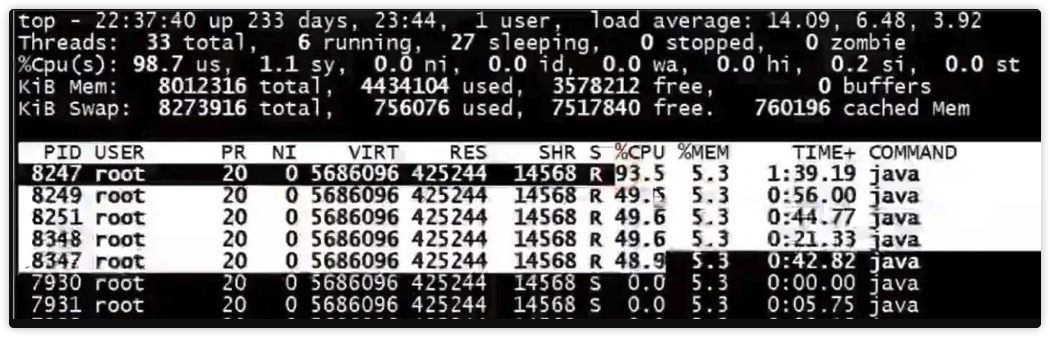 top - 22:37:40 up 233 days, 23:44, 1 user, load average: 14.09, 6.48, 3.92
Threads: 33 total, 6 running, 27 sleeping, 0 stopped, 0 zombie
%Cpu(s): 98.7 us, 1.1 sy, 0.0 ni, 0.0 id, 0.0 wa, 0.0 hi, 0.2 si, 0.0 st
KiB Mem: 8012316 total, 4434104 used, 3578212 free, 0 buffers
KiB Swap: 8273916 total, 756076 used, 7517840 free. 760196 cached Mem
PID USER PR NI VIRT RES SHR S %CPU %MEM TIME+ COMMAND
8247 root 20 0 5686096 425244 14568 R 93.5 5.3 1:39.19 java
8249 root 20 0 5686096 425244 14568 R 5.3 0:56.00 java
8251 root 20 0 5686096 425244 14568 R 49.6 5.3 0:44.77 java
8348 root 20 0 5686096 425244 14568 R 49.6 5.3 0:21.33 java
8347 root 20 0 5686096 425244 14568 R 48.9 5.3 0:42.82 java
7930 root 20 0 5686096 425244 14568 S 0.0 5.3 0:00.00 java
7931 root 20 0 5686096 425244 14568 S 0.0 5.3 0:05.75 java